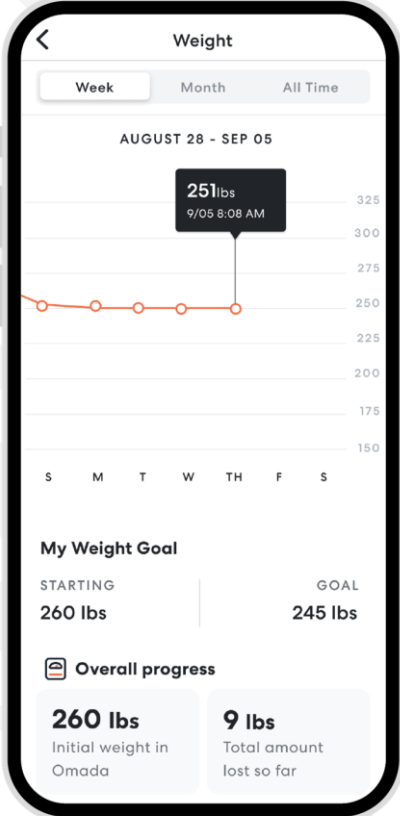 Weight
Week Month All Time
AUGUST 28 - SEP 05
251lbs
9/05 8:08 AM
325
300
275
250
225
200
175
150
S M T W TH F S
My Weight Goal
STARTING GOAL
260 lbs 245 lbs
Overall progress
260 lbs
Initial weight in
Omada
9 lbs
Total amount
lost so far